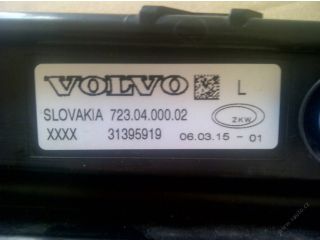 VOLVO L
SLOVAKIA 723.04.000.02
ZKW
XXXX 31395919 06.03.15 - 01